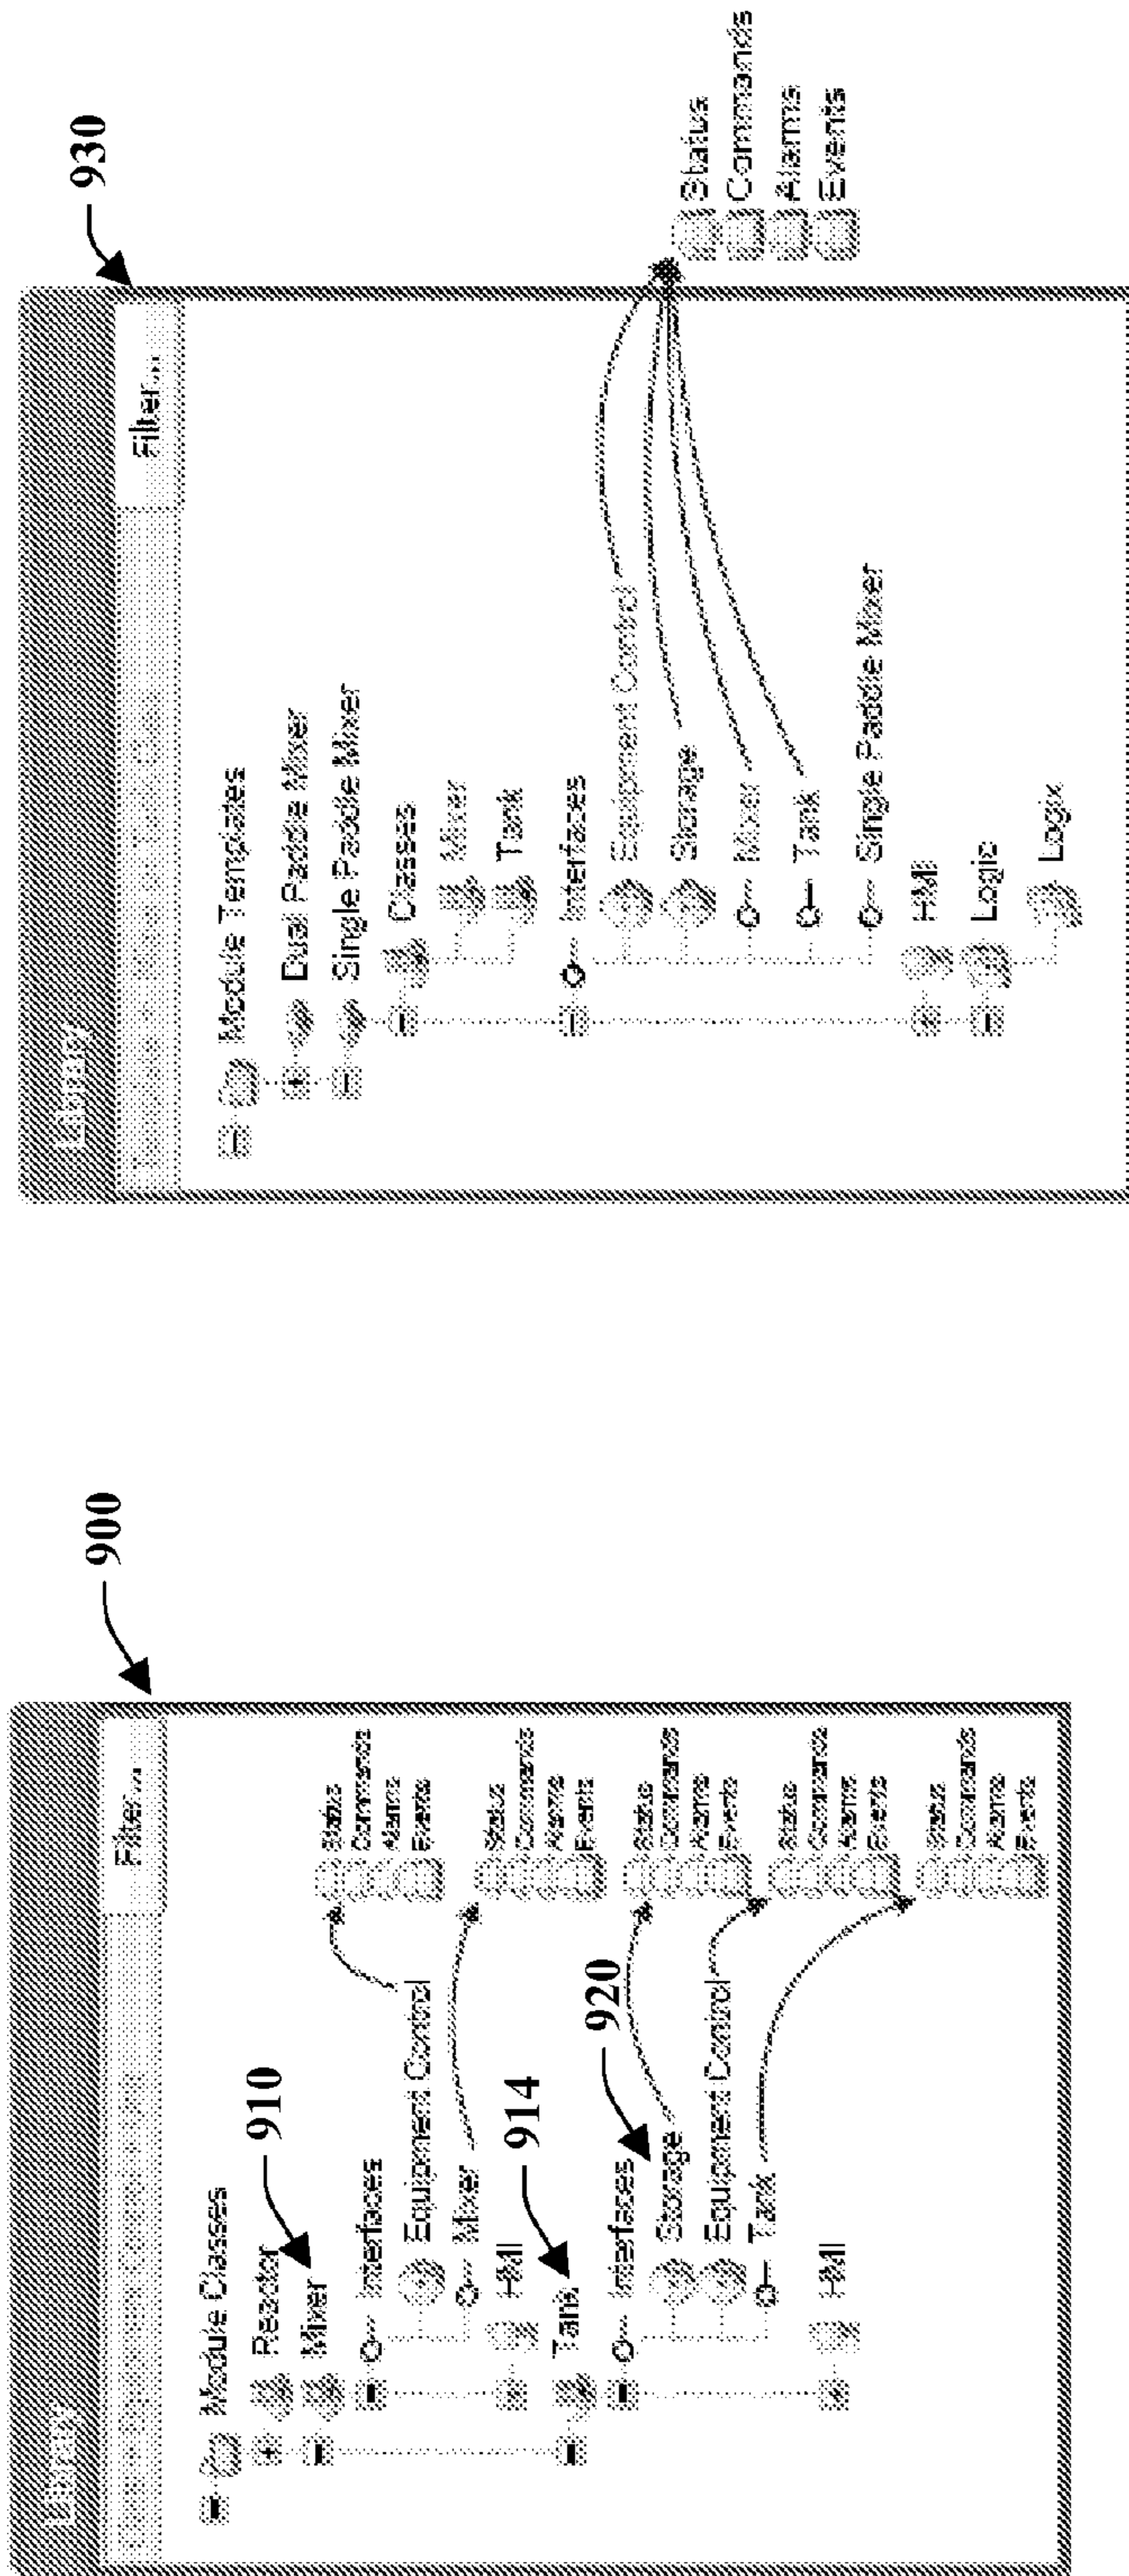 900
Library
Filter...
Module Classes
Reactor
Mixer
910
Interfaces
Equipment Control
Mixer
HMI
Status
Commands
Alarms
Events
Status
Commands
Alarms
Events
Tank
914
Interfaces
Storage
920
Equipment Control
Tank
HMI
Status
Commands
Alarms
Events
Status
Commands
Alarms
Events
Status
Commands
Alarms
Events
930
Library
Filter...
Module Templates
Dual Paddle Mixer
Single Paddle Mixer
Classes
Mixer
Tank
Interfaces
Equipment Control
Storage
Mixer
Tank
Single Paddle Mixer
HMI
Logic
Logix
Status
Commands
Alarms
Events